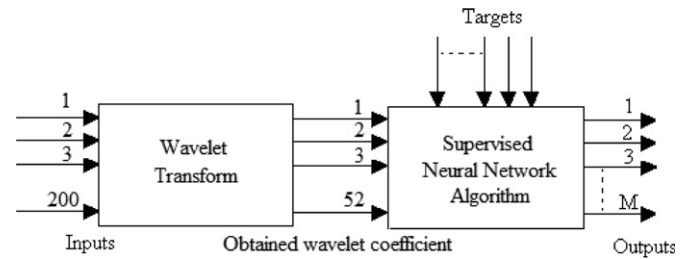 Targets
1
2
3
200
Inputs
Wavelet
Transform
1
2
3
52
Obtained wavelet coefficient
Supervised
Neural Network
Algorithm
1
2
3
M
Outputs